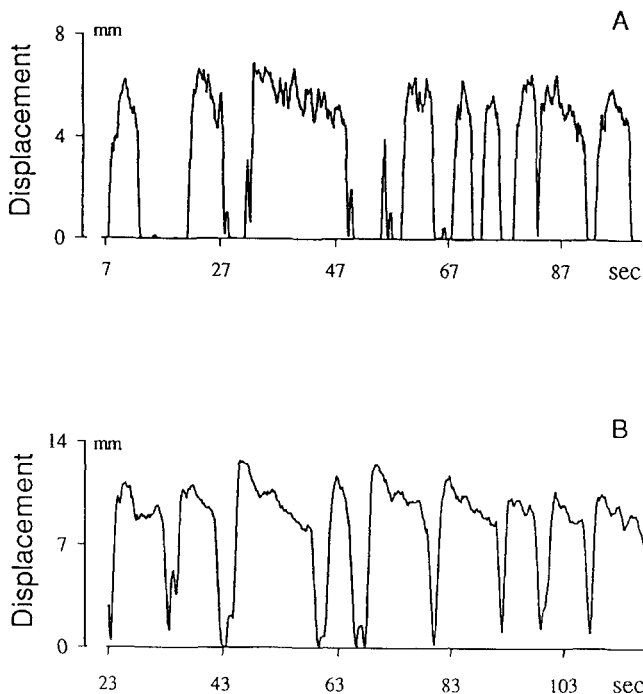 A
mm
8
4
0
Displacement
7 27 47 67 87 sec
B
mm
14
7
0
Displacement
23 43 63 83 103 sec